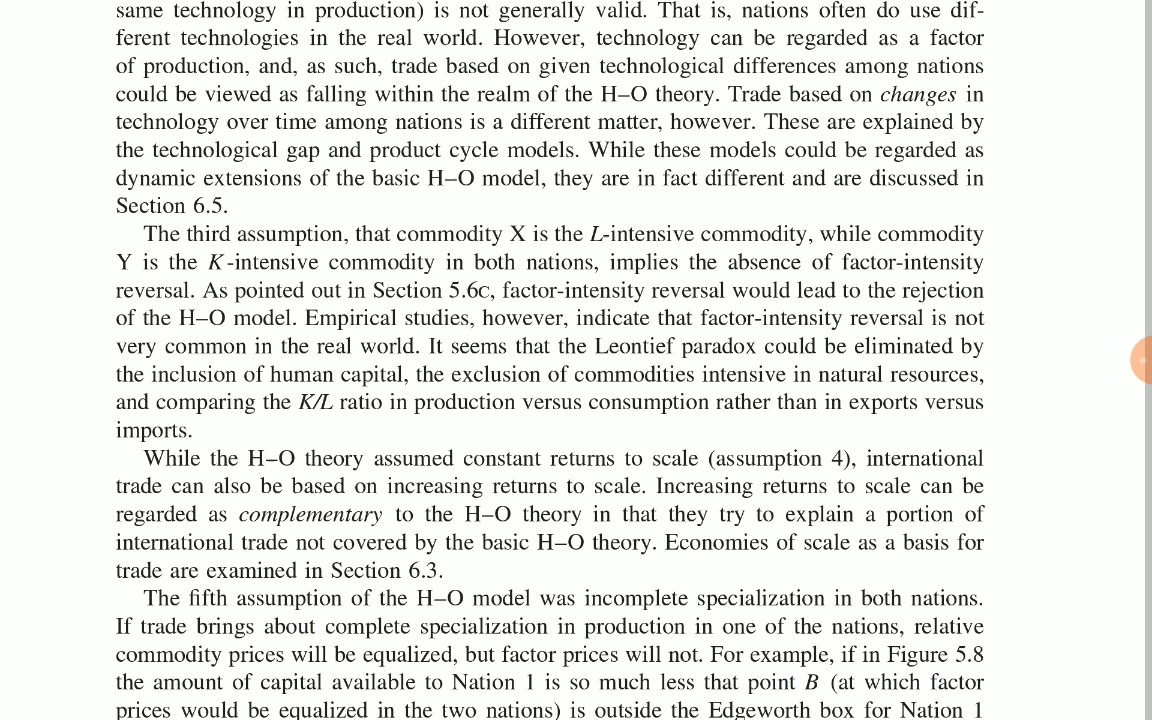 same technology in production) is not generally valid. That is, nations often do use dif-
ferent technologies in the real world. However, technology can be regarded as a factor
of production, and, as such, trade based on given technological differences among nations
could be viewed as falling within the realm of the H–O theory. Trade based on changes in
technology over time among nations is a different matter, however. These are explained by
the technological gap and product cycle models. While these models could be regarded as
dynamic extensions of the basic H–O model, they are in fact different and are discussed in
Section 6.5.
The third assumption, that commodity X is the L-intensive commodity, while commodity
Y is the K-intensive commodity in both nations, implies the absence of factor-intensity
reversal. As pointed out in Section 5.6C, factor-intensity reversal would lead to the rejection
of the H–O model. Empirical studies, however, indicate that factor-intensity reversal is not
very common in the real world. It seems that the Leontief paradox could be eliminated by
the inclusion of human capital, the exclusion of commodities intensive in natural resources,
and comparing the K/L ratio in production versus consumption rather than in exports versus
imports.
While the H–O theory assumed constant returns to scale (assumption 4), international
trade can also be based on increasing returns to scale. Increasing returns to scale can be
regarded as complementary to the H–O theory in that they try to explain a portion of
international trade not covered by the basic H–O theory. Economies of scale as a basis for
trade are examined in Section 6.3.
The fifth assumption of the H–O model was incomplete specialization in both nations.
If trade brings about complete specialization in production in one of the nations, relative
commodity prices will be equalized, but factor prices will not. For example, if in Figure 5.8
the amount of capital available to Nation 1 is so much less that point B (at which factor
prices would be equalized in the two nations) is outside the Edgeworth box for Nation 1